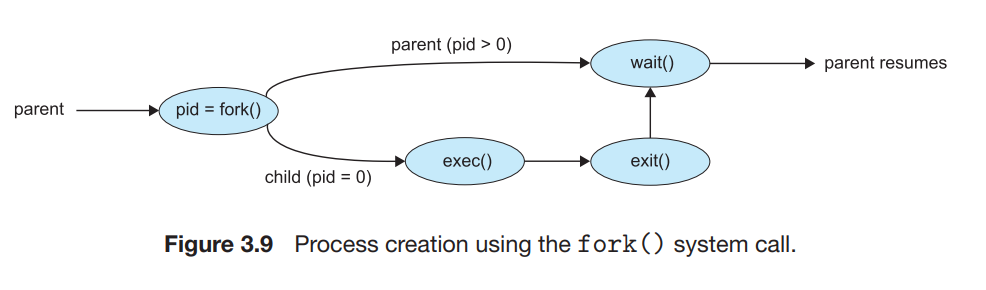 parent (pid > 0)
parent
pid = fork()
wait()
parent resumes
child (pid = 0)
exec()
exit()
Figure 3.9 Process creation using the fork() system call.